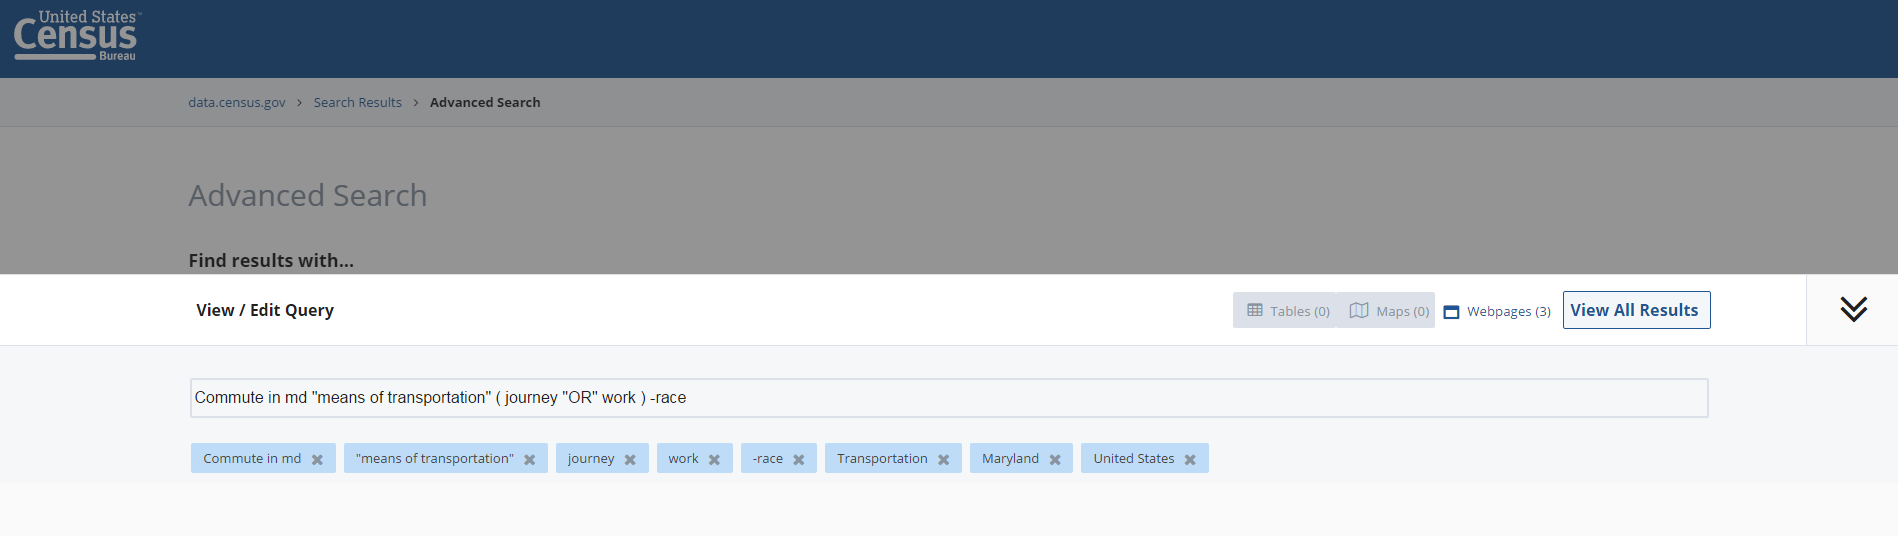 United States™
Census
Bureau
data.census.gov > Search Results > Advanced Search
Advanced Search
Find results with...
View / Edit Query Tables (0) Maps (0) Webpages (3) View All Results
Commute in md "means of transportation" ( journey "OR" work ) -race
Commute in md ✖ "means of transportation" ✖ journey ✖ work ✖ -race ✖ Transportation ✖ Maryland ✖ United States ✖